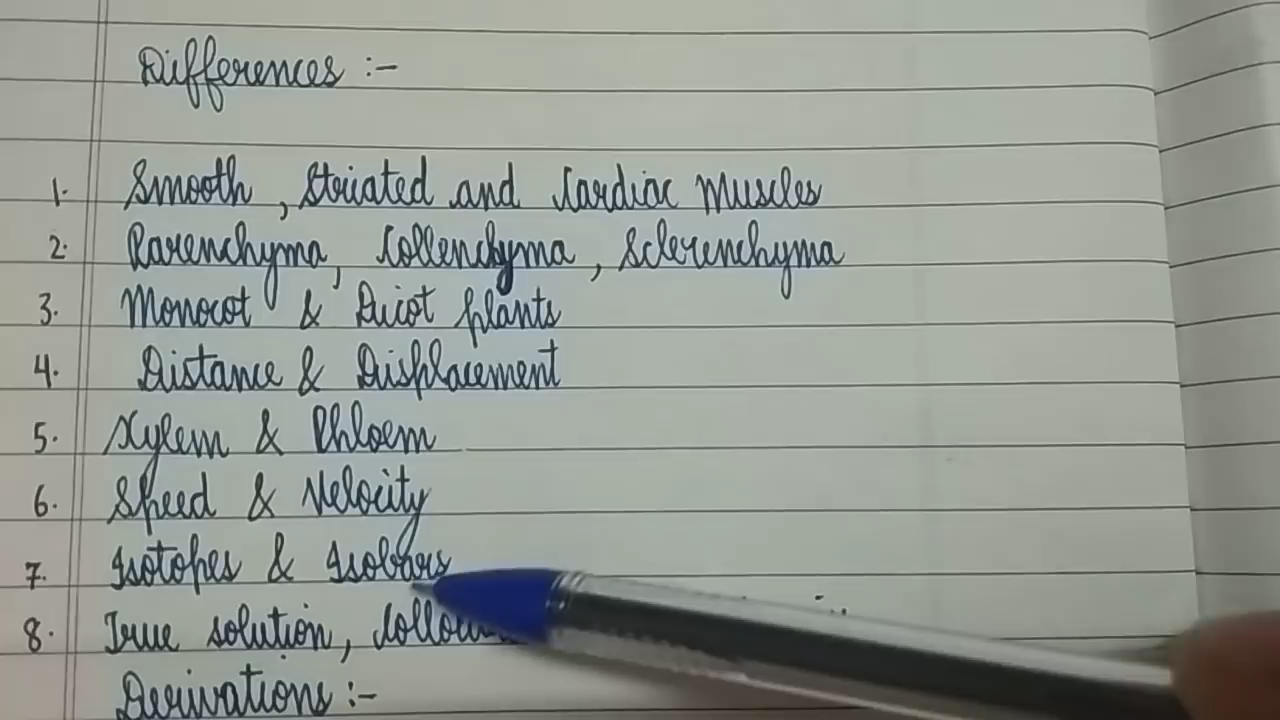 Differences :-
1. Smooth, Striated and Cardiac Muscles
2. Parenchyma, Collenchyma, Sclerenchyma
3. Monocot & Dicot plants
4. Distance & Displacement
5. Xylem & Phloem
6. Speed & Velocity
7. Isotopes & Isobars
8. True solution,
Derivations :-